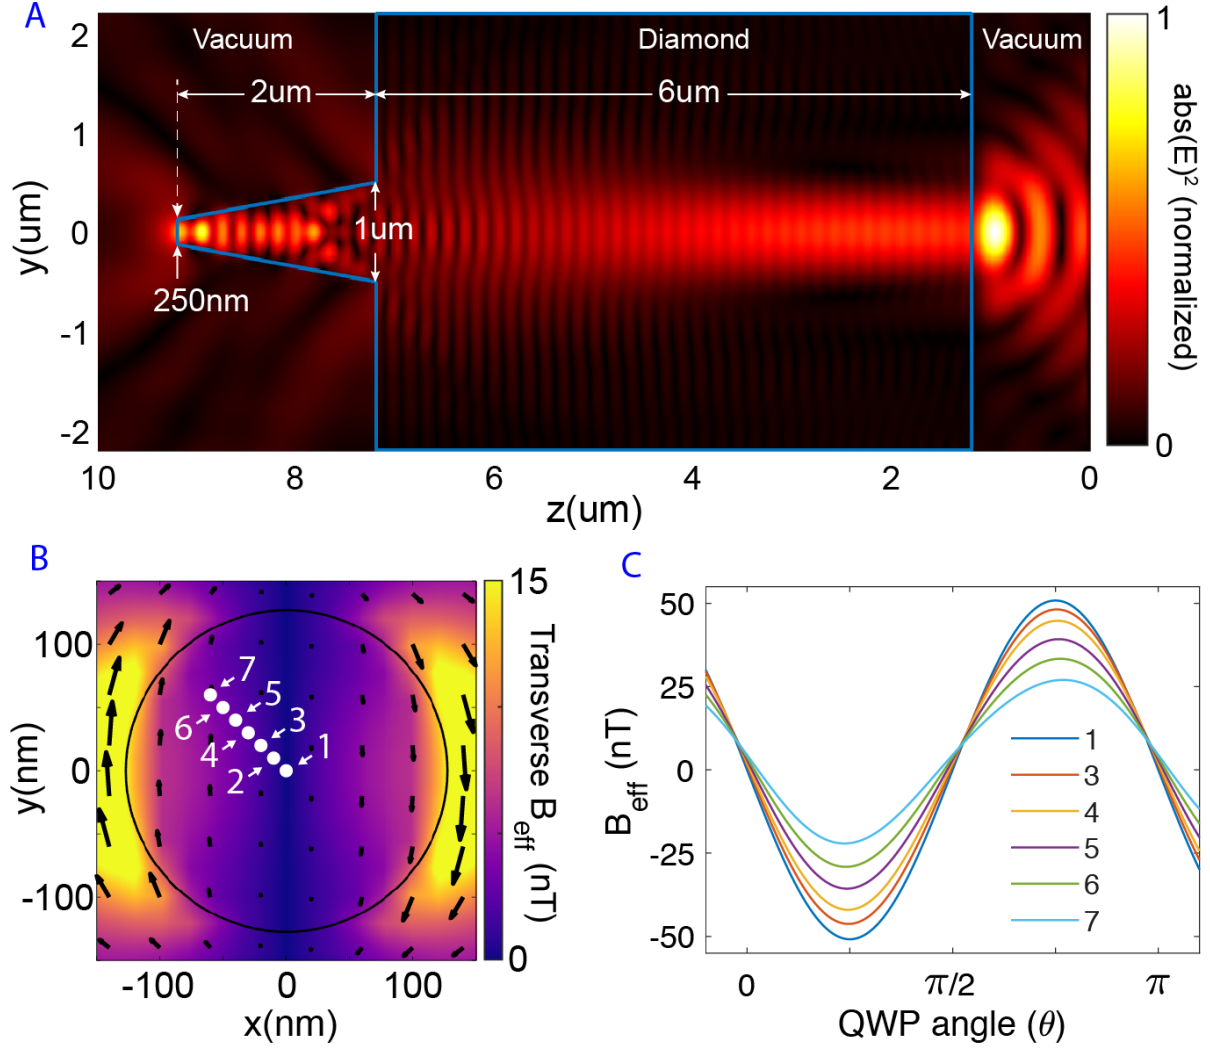 A
Vacuum
Diamond
Vacuum
2um
6um
1um
250nm
y(um)
2
1
0
-1
-2
10
8
6
4
2
0
z(um)
1
0
abs(E)² (normalized)
B
100
0
-100
y(nm)
-100
0
100
x(nm)
7
5
3
1
6
4
2
15
0
Transverse B_eff (nT)
C
50
25
0
-25
-50
B_eff (nT)
0
π/2
π
QWP angle (θ)
1
3
4
5
6
7